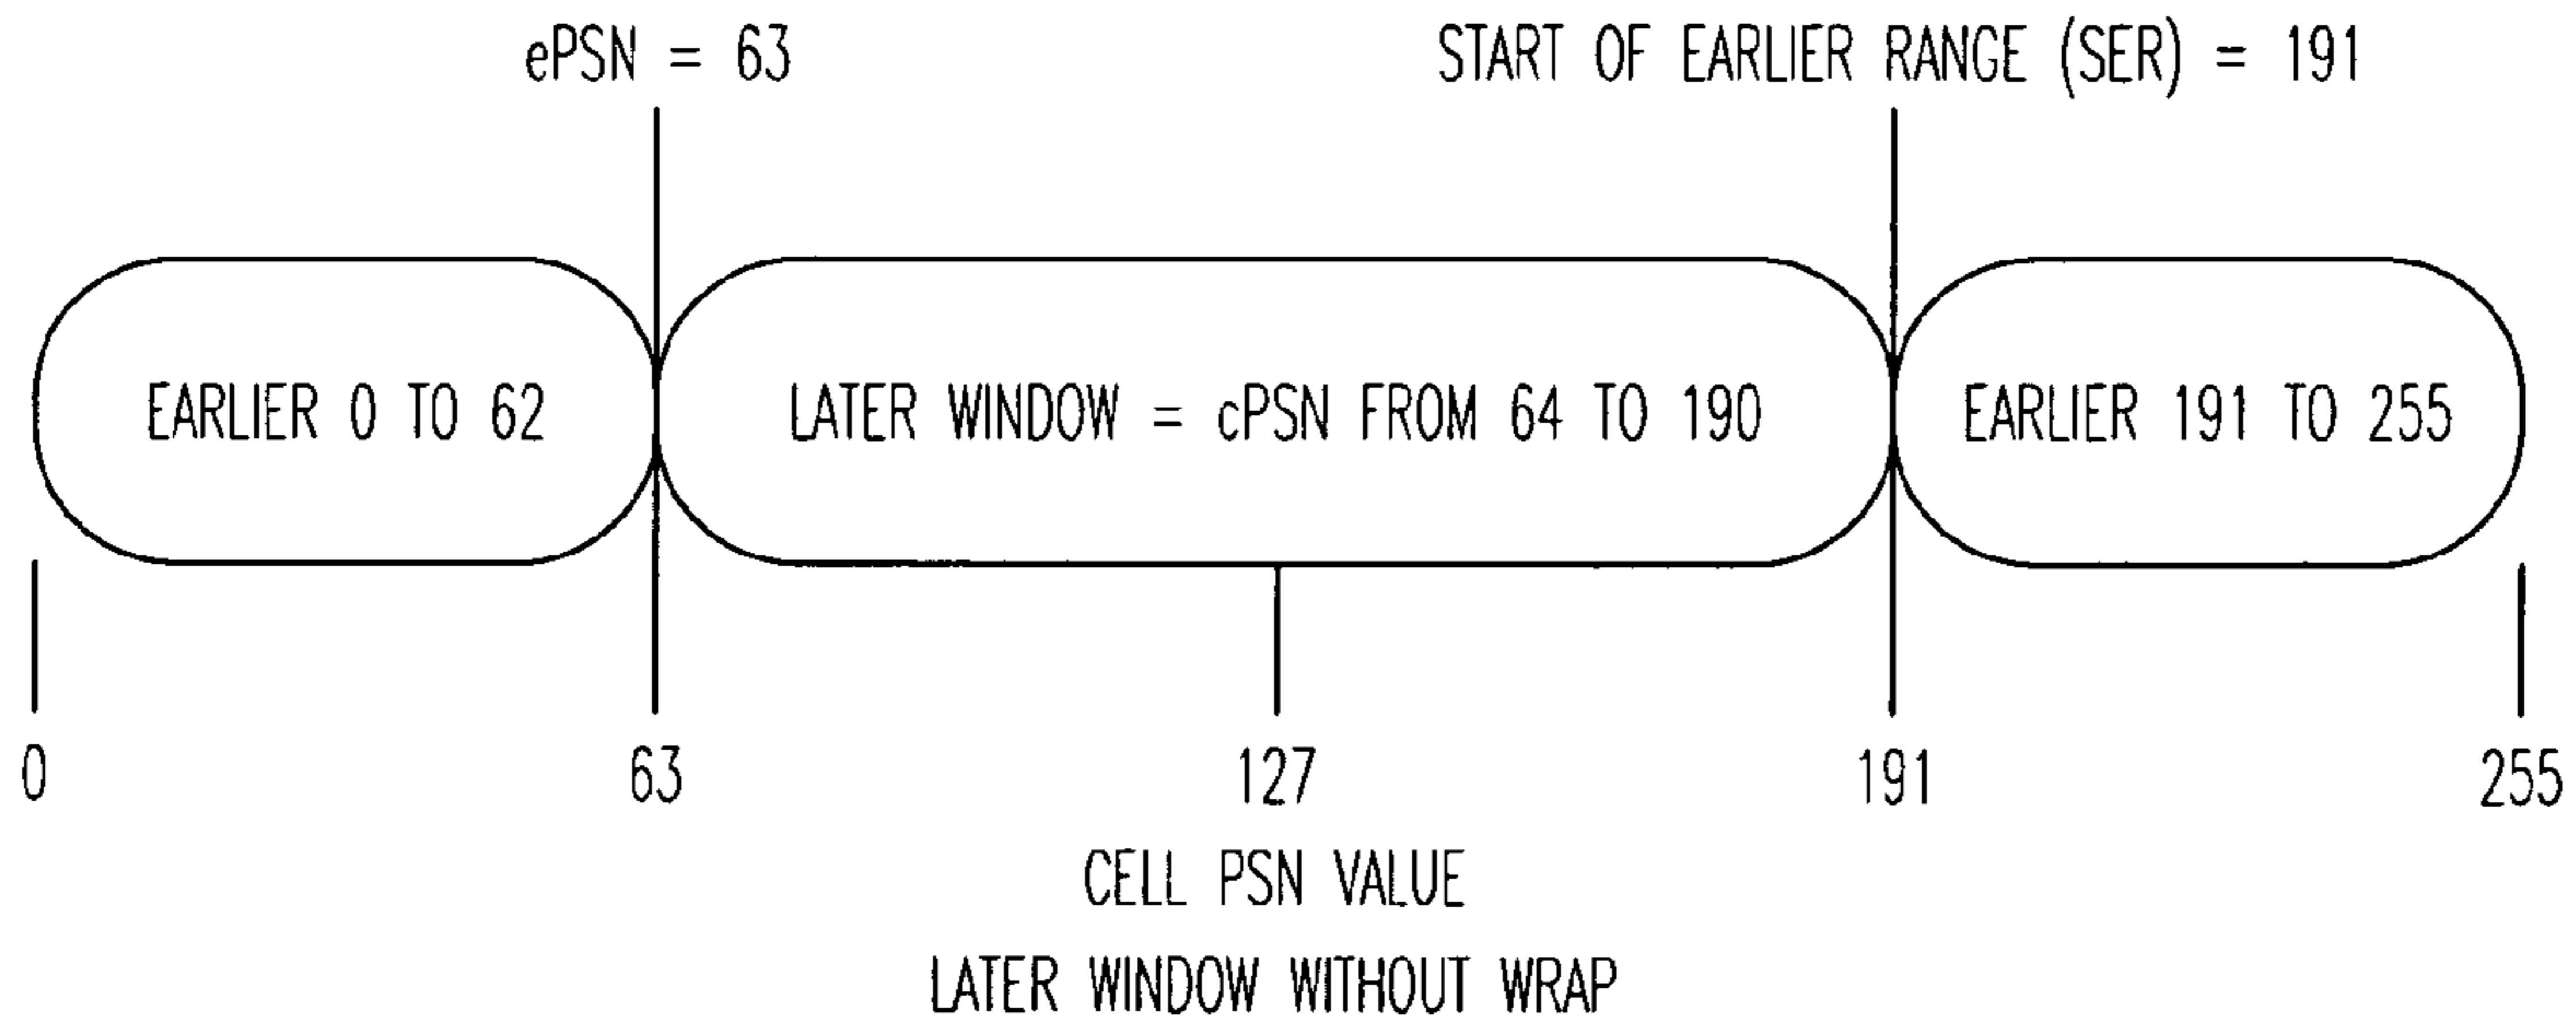 ePSN = 63
START OF EARLIER RANGE (SER) = 191
EARLIER 0 TO 62
LATER WINDOW = cPSN FROM 64 TO 190
EARLIER 191 TO 255
0
63
127
191
255
CELL PSN VALUE
LATER WINDOW WITHOUT WRAP